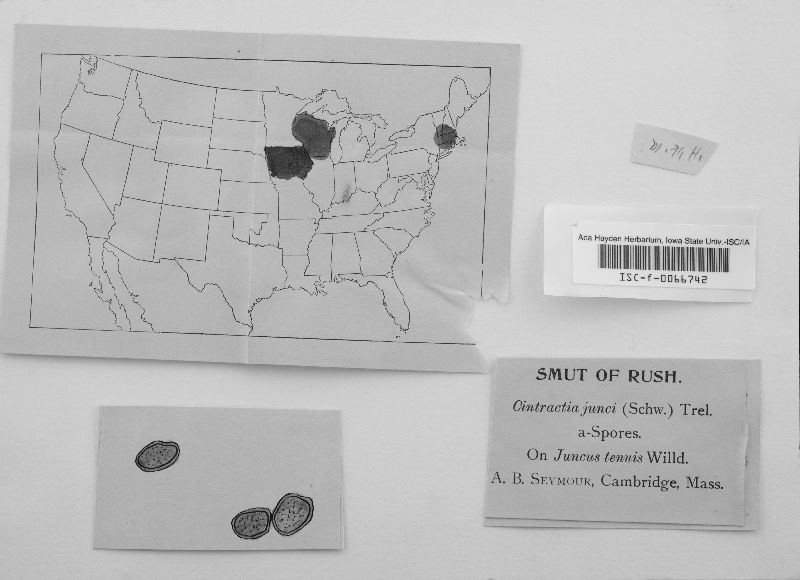 Ada Hayden Herbarium, Iowa State Univ.-ISC/IA
ISC-f-0066742
SMUT OF RUSH.
Cintractia junci (Schw.) Trel.
a-Spores.
On Juncus tenuis Willd.
A. B. SEYMOUR, Cambridge, Mass.